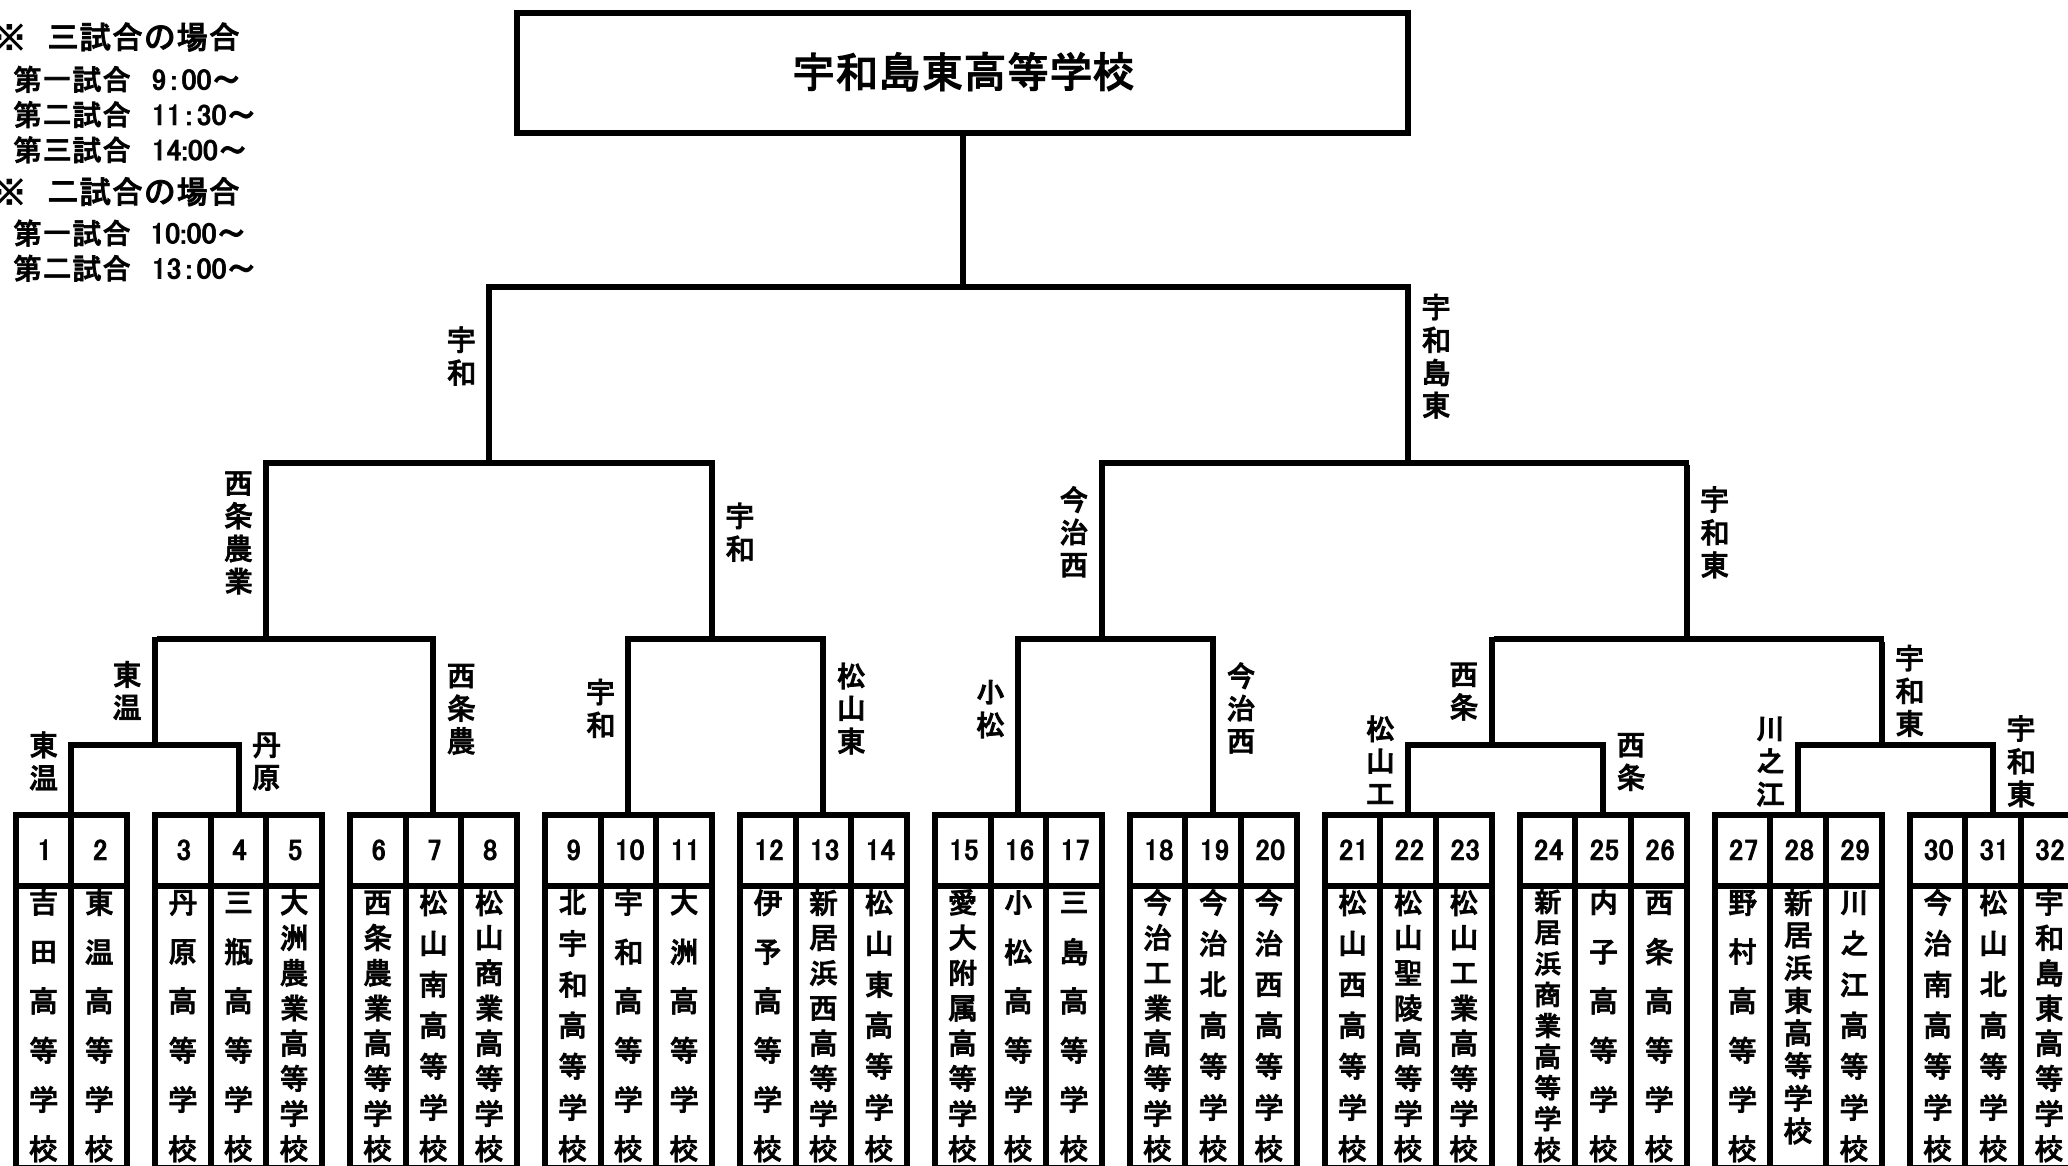 ※ 三試合の場合
第一試合 9:00～
第二試合 11:30～
第三試合 14:00～
※ 二試合の場合
第一試合 10:00～
第二試合 13:00～
宇和島東高等学校
宇和
宇和島東
西条農業
宇和
今治西
宇和東
東温
西条農
宇和
松山東
小松
今治西
西条
宇和東
東温
丹原
松山工
西条
川之江
宇和東
1
2
3
4
5
6
7
8
9
10
11
12
13
14
15
16
17
18
19
20
21
22
23
24
25
26
27
28
29
30
31
32
吉田高等学校
東温高等学校
丹原高等学校
三瓶高等学校
大洲農業高等学校
西条農業高等学校
松山南高等学校
松山商業高等学校
北宇和高等学校
宇和高等学校
大洲高等学校
伊予高等学校
新居浜西高等学校
松山東高等学校
愛大附属高等学校
小松高等学校
三島高等学校
今治工業高等学校
今治北高等学校
今治西高等学校
松山西高等学校
松山聖陵高等学校
松山工業高等学校
新居浜商業高等学校
内子高等学校
西条高等学校
野村高等学校
新居浜東高等学校
川之江高等学校
今治南高等学校
松山北高等学校
宇和島東高等学校